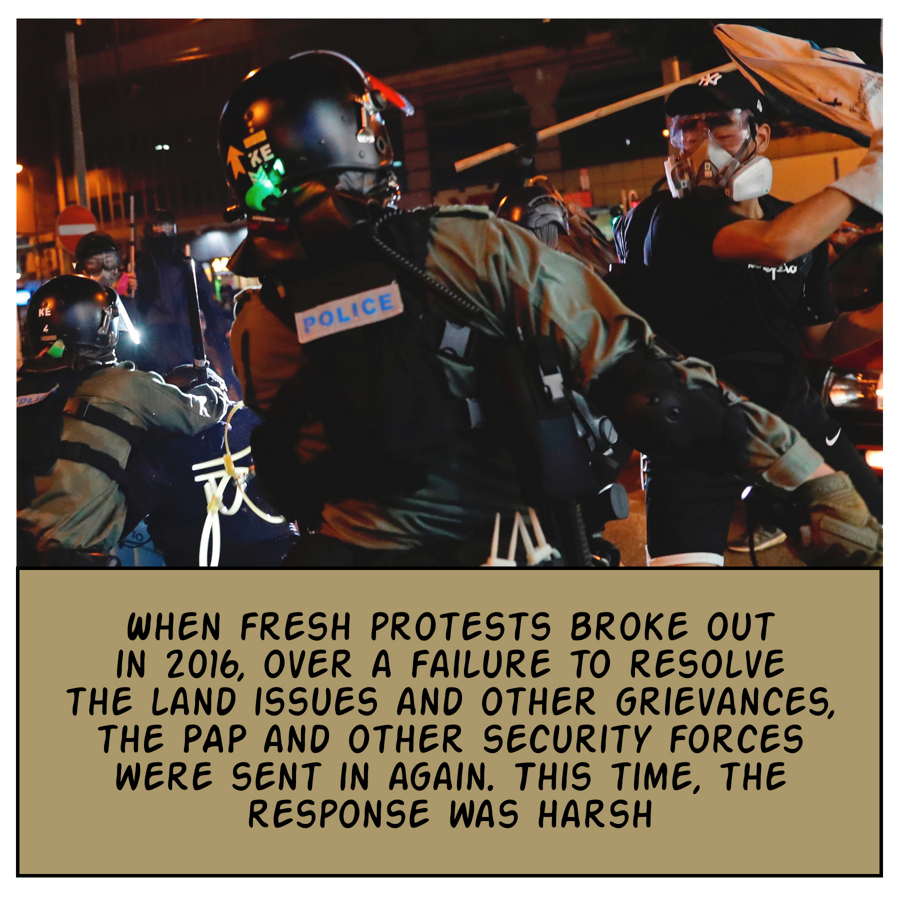 KE
POLICE
KE
4
WHEN FRESH PROTESTS BROKE OUT
IN 2016, OVER A FAILURE TO RESOLVE
THE LAND ISSUES AND OTHER GRIEVANCES,
THE PAP AND OTHER SECURITY FORCES
WERE SENT IN AGAIN. THIS TIME, THE
RESPONSE WAS HARSH